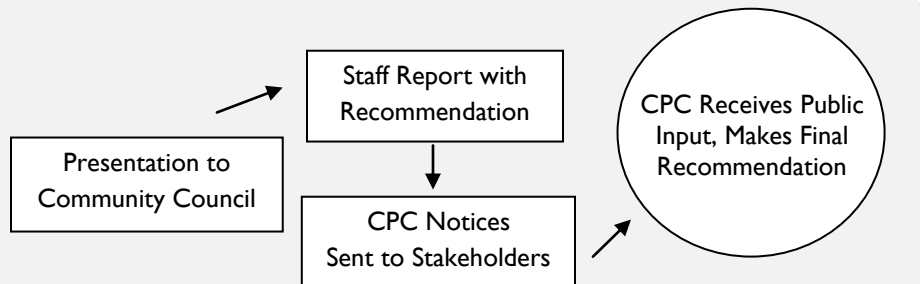 Presentation to
Community Council
Staff Report with
Recommendation
CPC Notices
Sent to Stakeholders
CPC Receives Public
Input, Makes Final
Recommendation